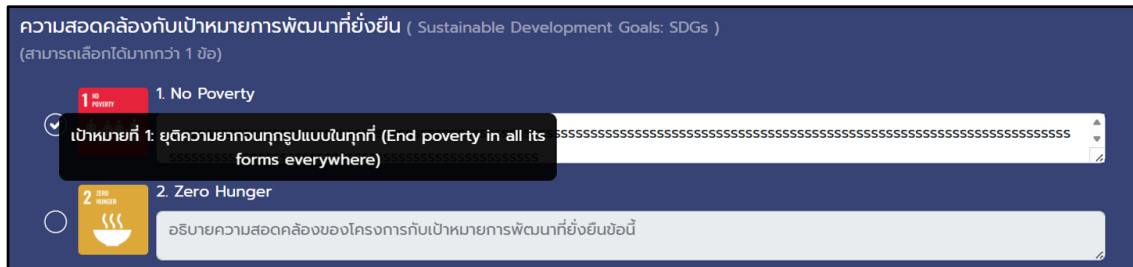 ความสอดคล้องกับเป้าหมายการพัฒนาที่ยั่งยืน ( Sustainable Development Goals: SDGs )
(สามารถเลือกได้มากกว่า 1 ข้อ)
1 NO POVERTY
1. No Poverty
เป้าหมายที่ 1: ยุติความยากจนทุกรูปแบบในทุกที่ (End poverty in all its
forms everywhere)
2 ZERO HUNGER
2. Zero Hunger
อธิบายความสอดคล้องของโครงการกับเป้าหมายการพัฒนาที่ยั่งยืนข้อนี้